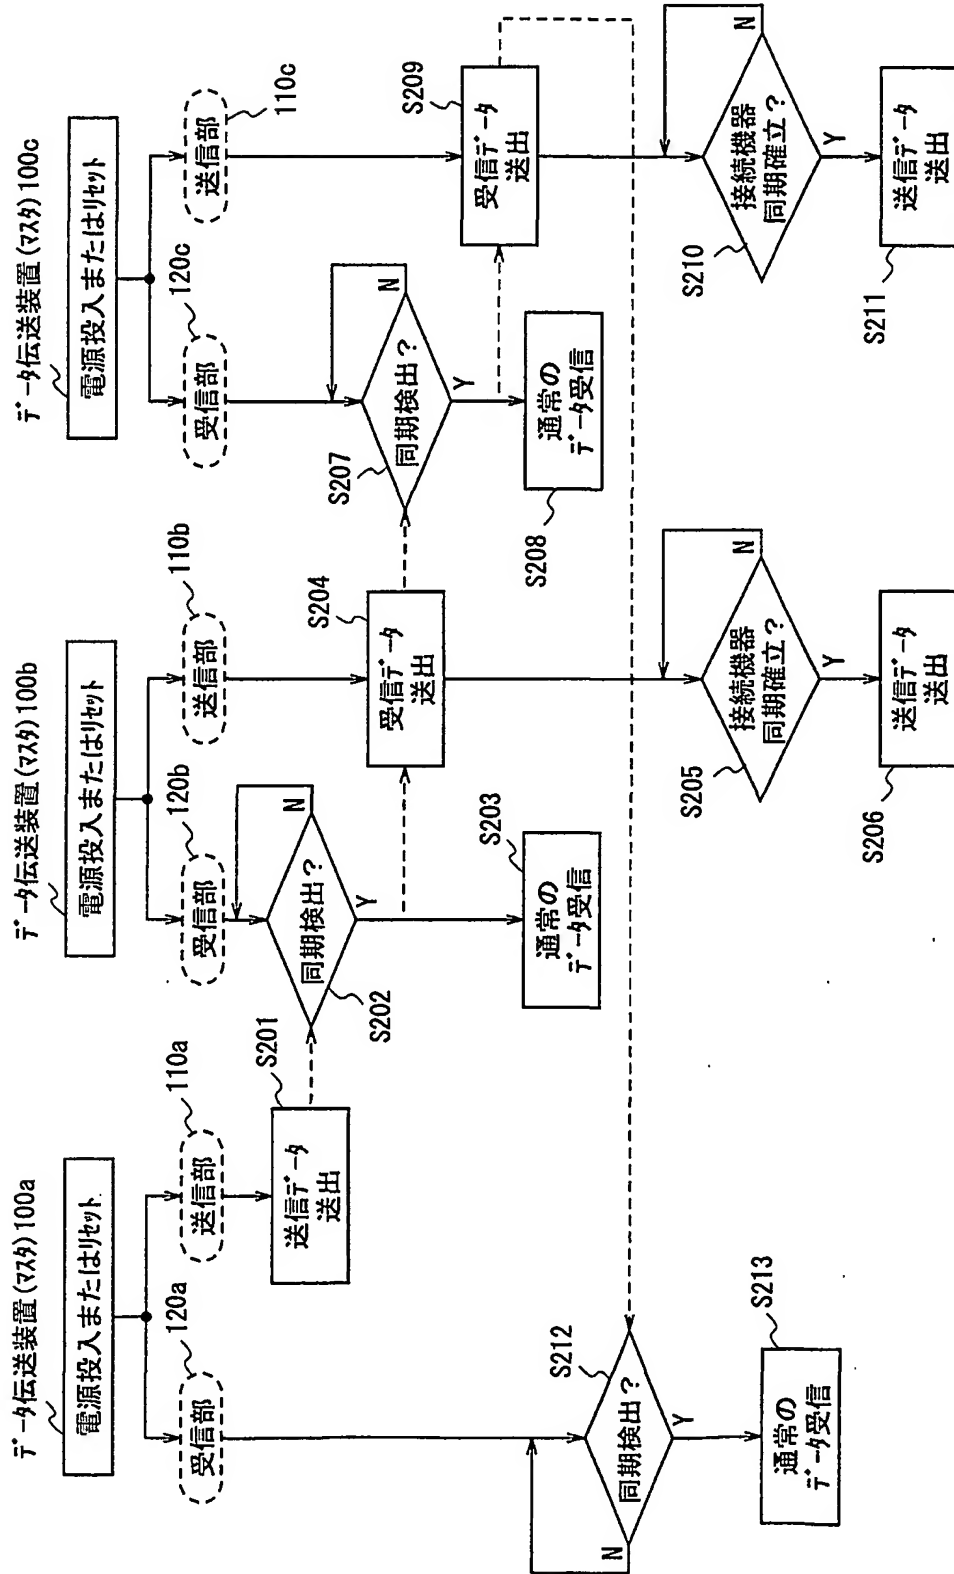 データ伝送装置(マスタ)100a
電源投入またはリセット
受信部
120a
送信部
110a
送信データ
送出
S201
同期検出?
S212
N
Y
通常の
データ受信
S213
データ伝送装置(マスタ)100b
電源投入またはリセット
受信部
120b
送信部
110b
同期検出?
S202
N
Y
通常の
データ受信
S203
受信データ
送出
S204
接続機器
同期確立?
S205
N
Y
送信データ
送出
S206
データ伝送装置(マスタ)100c
電源投入またはリセット
受信部
120c
送信部
110c
同期検出?
S207
N
Y
通常の
データ受信
S208
受信データ
送出
S209
接続機器
同期確立?
S210
N
Y
送信データ
送出
S211